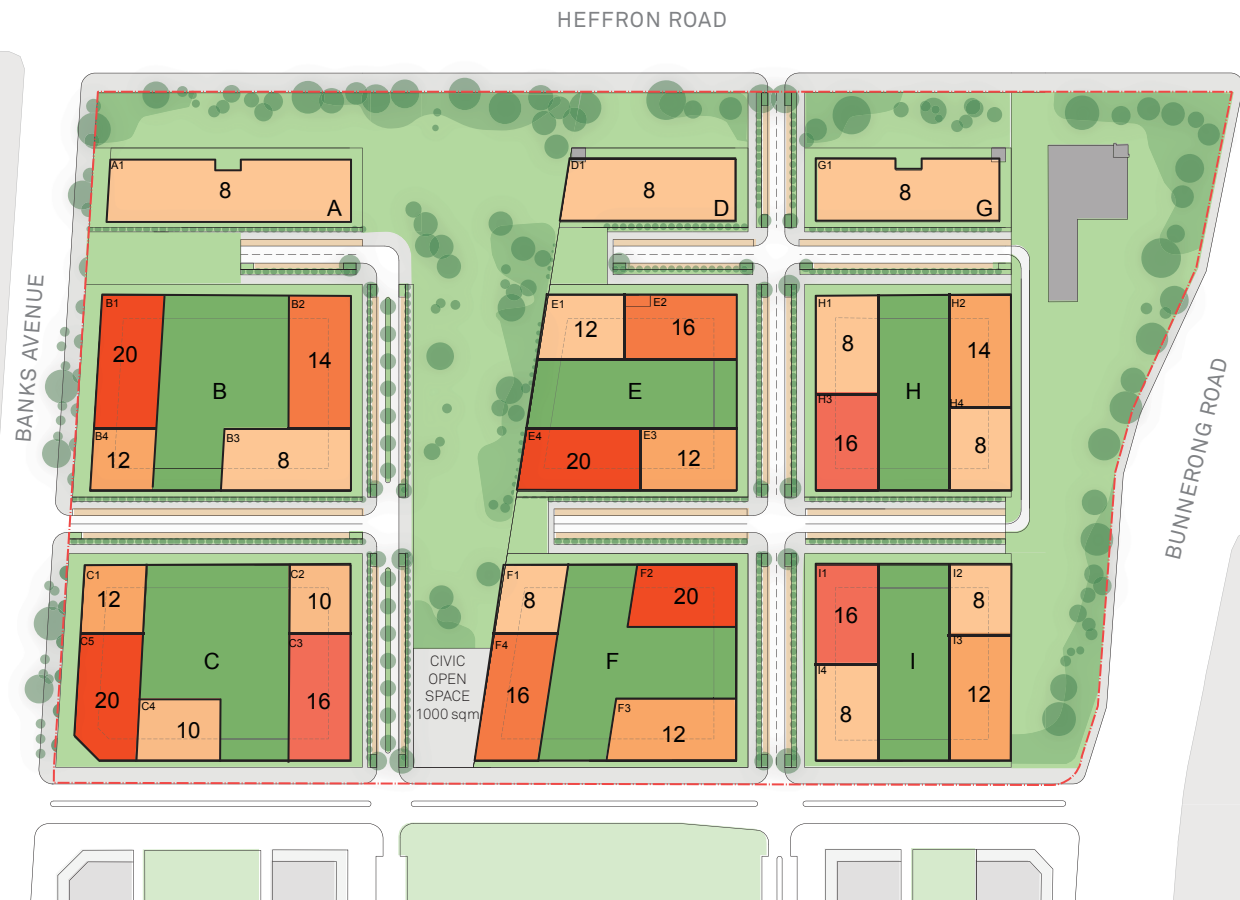 HEFFRON ROAD
BANKS AVENUE
BUNNERONG ROAD
A1
8
A
D1
8
D
G1
8
G
B1
20
B
B2
14
B4
12
B3
8
E1
12
E2
16
E
E4
20
E3
12
H1
8
H
H2
14
H3
16
H4
8
C1
12
C
C2
10
C5
20
C4
10
C3
16
CIVIC
OPEN
SPACE
1000 sqm
F1
8
F2
20
F
F4
16
F3
12
I1
16
I
I2
8
I3
12
I4
8